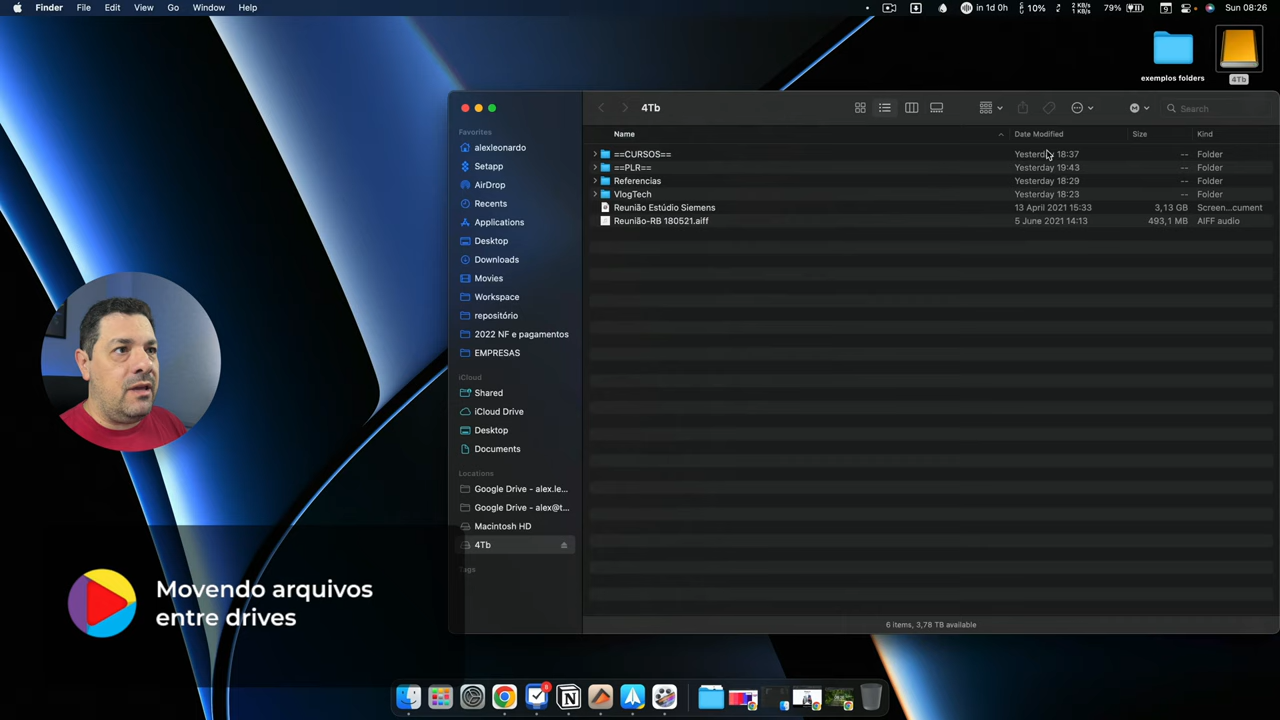 Finder File Edit View Go Window Help
in 1d 0h
10%
2 KB/s
1 KB/s
79%
9
Sun 08:26
exemplos folders
4Tb
4Tb
Search
Favorites
alexleonardo
Setapp
AirDrop
Recents
Applications
Desktop
Downloads
Movies
Workspace
repositório
2022 NF e pagamentos
EMPRESAS
iCloud
Shared
iCloud Drive
Desktop
Documents
Locations
Google Drive - alex.le...
Google Drive - alex@t...
Macintosh HD
4Tb
Tags
Name Date Modified Size Kind
==CURSOS== Yesterday 18:37 -- Folder
==PLR== Yesterday 19:43 -- Folder
Referencias Yesterday 18:29 -- Folder
VlogTech Yesterday 18:23 -- Folder
Reunião Estúdio Siemens 13 April 2021 15:33 3,13 GB Screen...cument
Reunião-RB 180521.aiff 5 June 2021 14:13 493,1 MB AIFF audio
6 items, 3,78 TB available
Movendo arquivos
entre drives